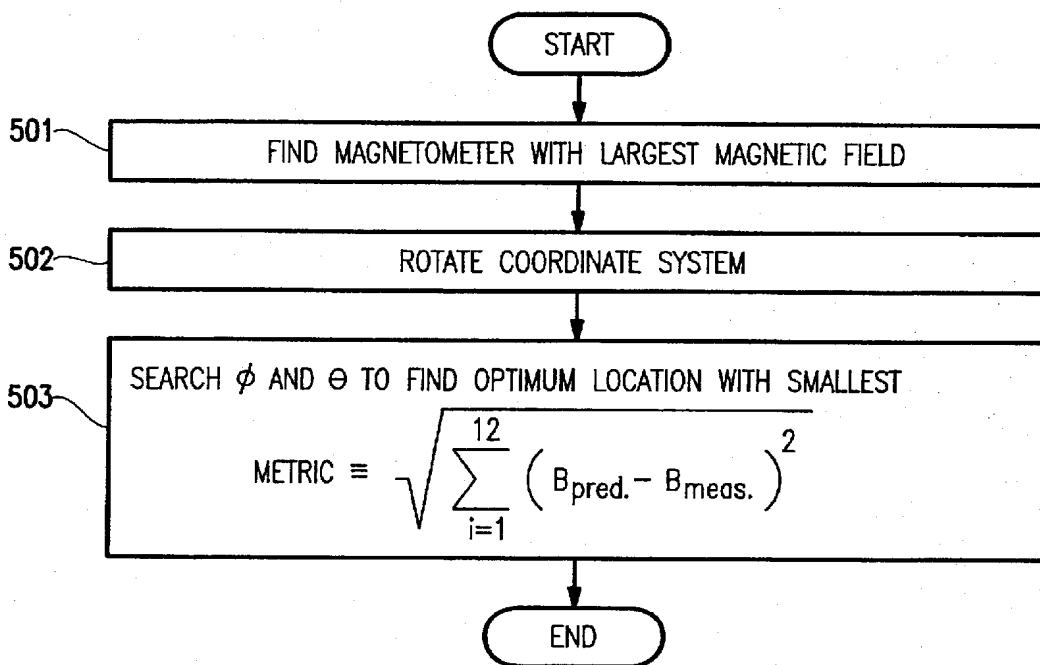 START
501
FIND MAGNETOMETER WITH LARGEST MAGNETIC FIELD
502
ROTATE COORDINATE SYSTEM
503
SEARCH ϕ AND Θ TO FIND OPTIMUM LOCATION WITH SMALLEST
METRIC ≡ √ 12 ∑ i=1 ( Bpred. − Bmeas. ) 2
END